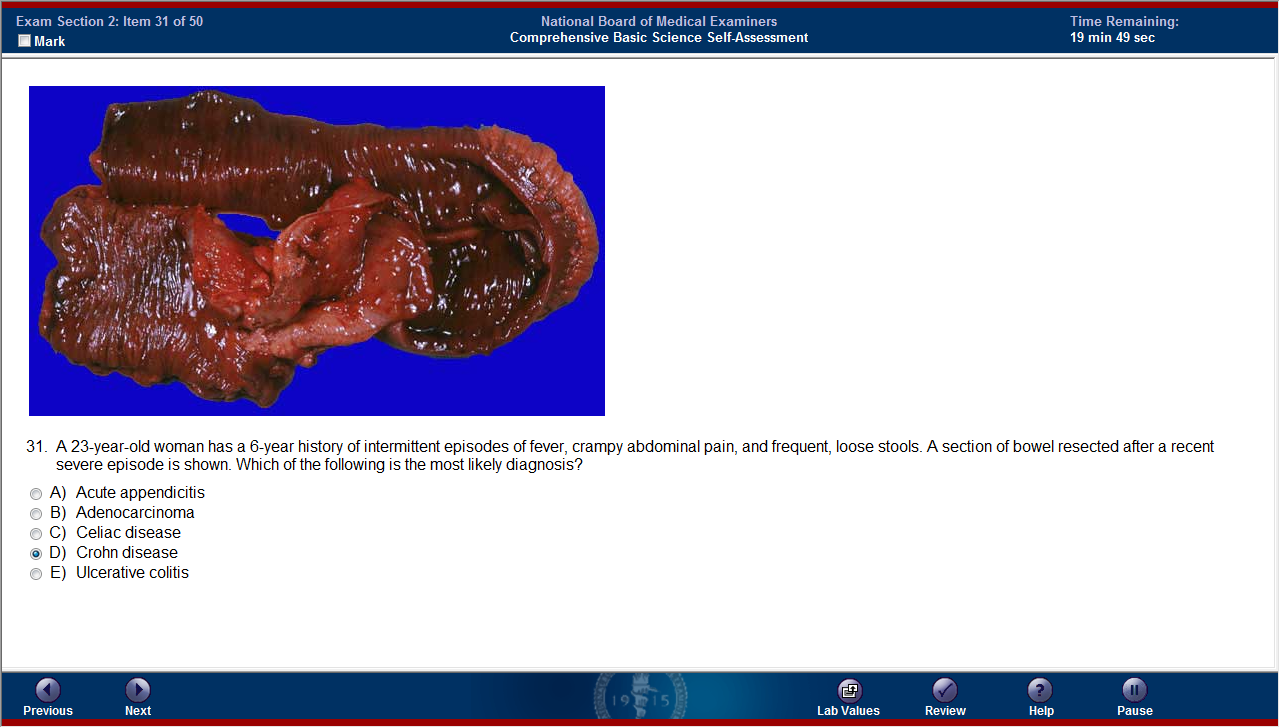 Exam Section 2: Item 31 of 50
National Board of Medical Examiners
Time Remaining:
Mark
Comprehensive Basic Science Self-Assessment
19 min 49 sec
31. A 23-year-old woman has a 6-year history of intermittent episodes of fever, crampy abdominal pain, and frequent, loose stools. A section of bowel resected after a recent
severe episode is shown. Which of the following is the most likely diagnosis?
A) Acute appendicitis
B) Adenocarcinoma
C) Celiac disease
D) Crohn disease
E) Ulcerative colitis
1915
Previous
Next
Lab Values
Review
Help
Pause